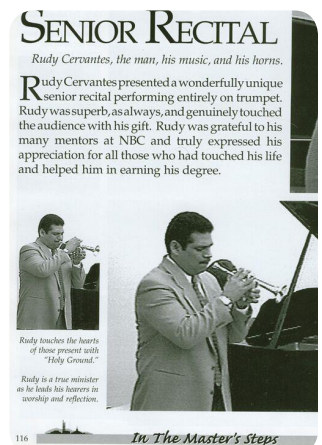 SENIOR RECITAL
Rudy Cervantes, the man, his music, and his horns.
Rudy Cervantes presented a wonderfully unique
senior recital performing entirely on trumpet.
Rudy was superb, as always, and genuinely touched
the audience with his gift. Rudy was grateful to his
many mentors at NBC and truly expressed his
appreciation for all those who had touched his life
and helped him in earning his degree.
Rudy touches the hearts
of those present with
"Holy Ground."
Rudy is a true minister
as he leads his hearers in
worship and reflection.
116
In The Master's Steps